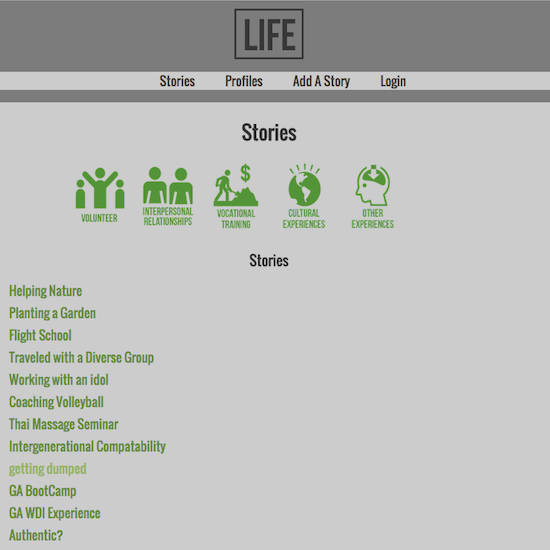 LIFE
Stories Profiles Add A Story Login
Stories
$
VOLUNTEER
INTERPERSONAL
RELATIONSHIPS
VOCATIONAL
TRAINING
CULTURAL
EXPERIENCES
OTHER
EXPERIENCES
Stories
Helping Nature
Planting a Garden
Flight School
Traveled with a Diverse Group
Working with an idol
Coaching Volleyball
Thai Massage Seminar
Intergenerational Compatability
getting dumped
GA BootCamp
GA WDI Experience
Authentic?